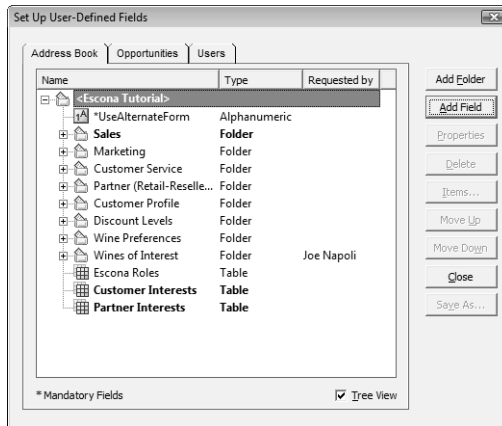 Set Up User-Defined Fields
Address Book Opportunities Users
Name Type Requested by
<Escona Tutorial>
*UseAlternateForm Alphanumeric
Sales Folder
Marketing Folder
Customer Service Folder
Partner (Retail-Reselle... Folder
Customer Profile Folder
Discount Levels Folder
Wine Preferences Folder
Wines of Interest Folder Joe Napoli
Escona Roles Table
Customer Interests Table
Partner Interests Table
* Mandatory Fields
Tree View
Add Folder
Add Field
Properties
Delete
Items...
Move Up
Move Down
Close
Save As...